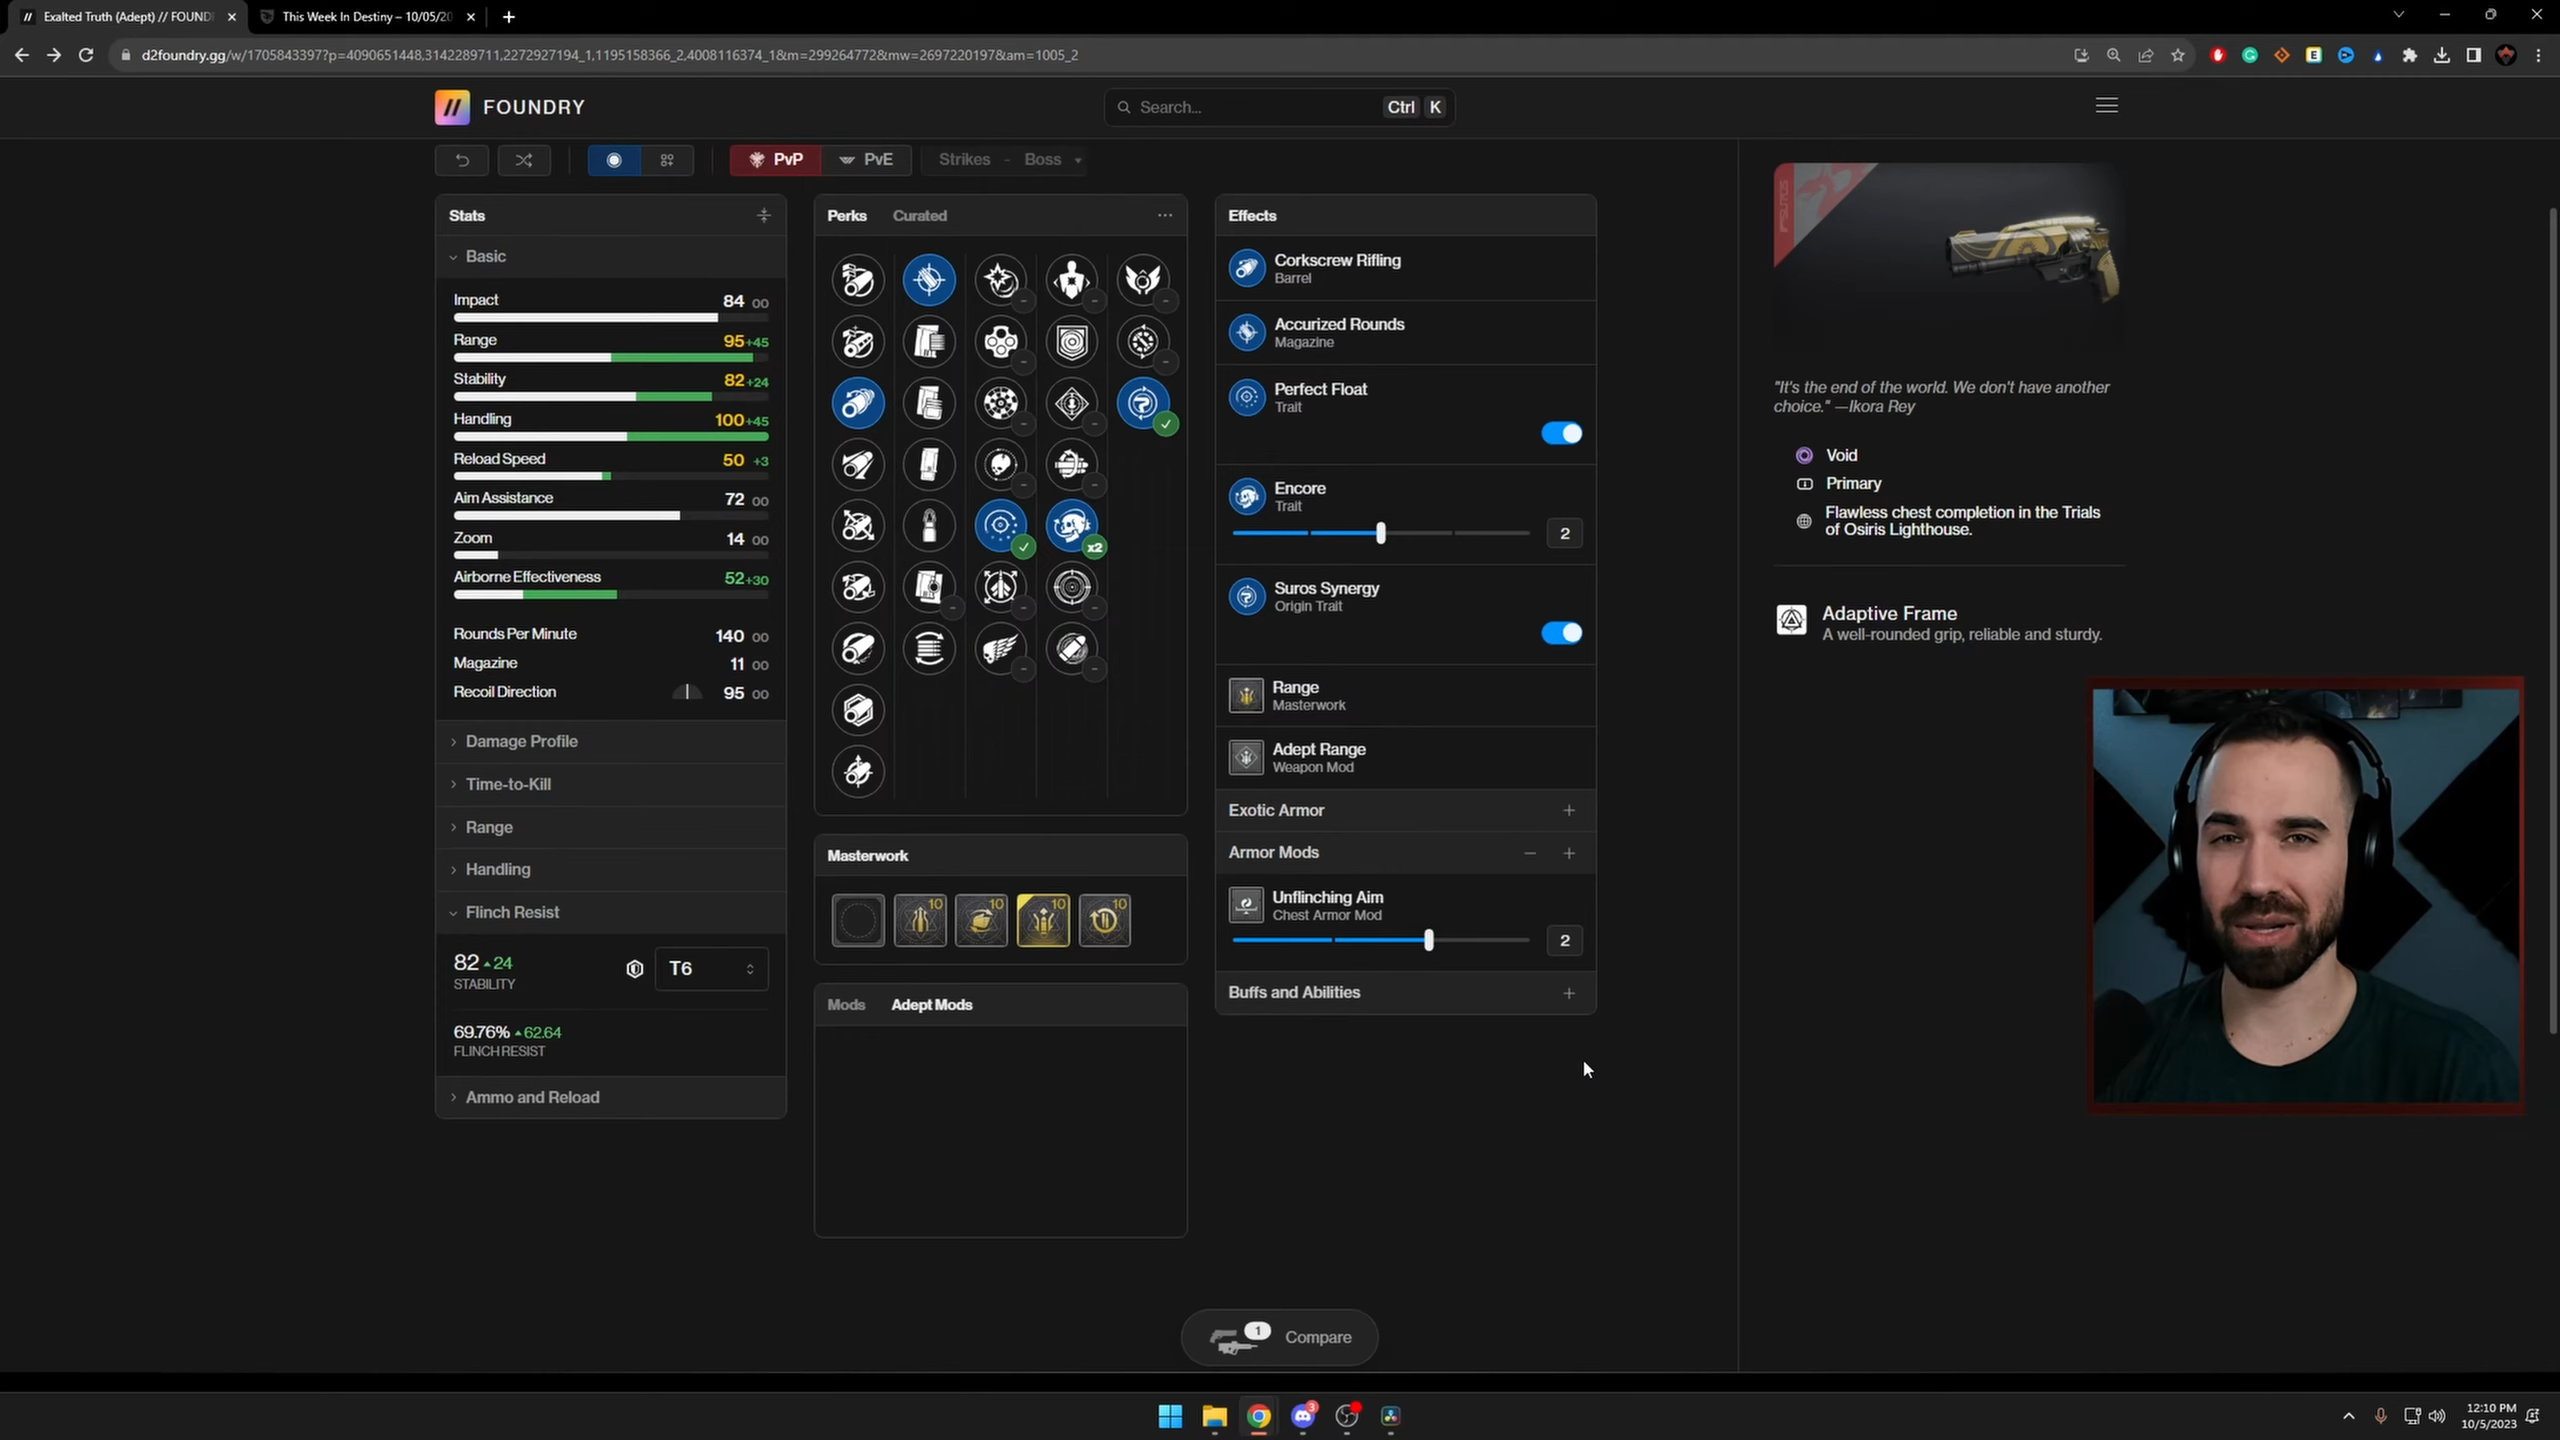 Exalted Truth (Adept) // FOUND
This Week In Destiny – 10/05/20
d2foundry.gg/w/1705843397?p=4090651448,3142289711,2272927194_1,1195158366_2,4008116374_1&m=299264772&mw=2697220197&am=1005_2
// FOUNDRY
Search...
Ctrl K
PvP
PvE
Strikes - Boss
Stats
Basic
Impact 84 00
Range 95+45
Stability 82+24
Handling 100+45
Reload Speed 50 +3
Aim Assistance 72 00
Zoom 14 00
Airborne Effectiveness 52+30
Rounds Per Minute 140 00
Magazine 11 00
Recoil Direction 95 00
Damage Profile
Time-to-Kill
Range
Handling
Flinch Resist
82 24
STABILITY
T6
69.76% 62.64
FLINCH RESIST
Ammo and Reload
Perks Curated
x2
Masterwork
10 10 10 10
Mods Adept Mods
Effects
Corkscrew Rifling
Barrel
Accurized Rounds
Magazine
Perfect Float
Trait
Encore
Trait
2
Suros Synergy
Origin Trait
Range
Masterwork
Adept Range
Weapon Mod
Exotic Armor
Armor Mods
Unflinching Aim
Chest Armor Mod
2
Buffs and Abilities
1 Compare
SUROS
"It's the end of the world. We don't have another
choice." —Ikora Rey
Void
Primary
Flawless chest completion in the Trials
of Osiris Lighthouse.
Adaptive Frame
A well-rounded grip, reliable and sturdy.
3
12:10 PM
10/5/2023